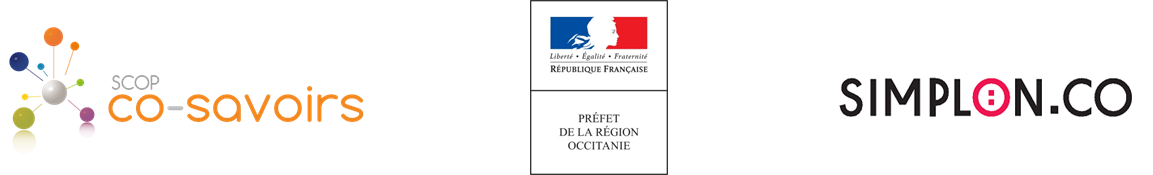 SCOP
co-savoirs
Liberté • Égalité • Fraternité
RÉPUBLIQUE FRANÇAISE
PRÉFET
DE LA RÉGION
OCCITANIE
SIMPLON.CO